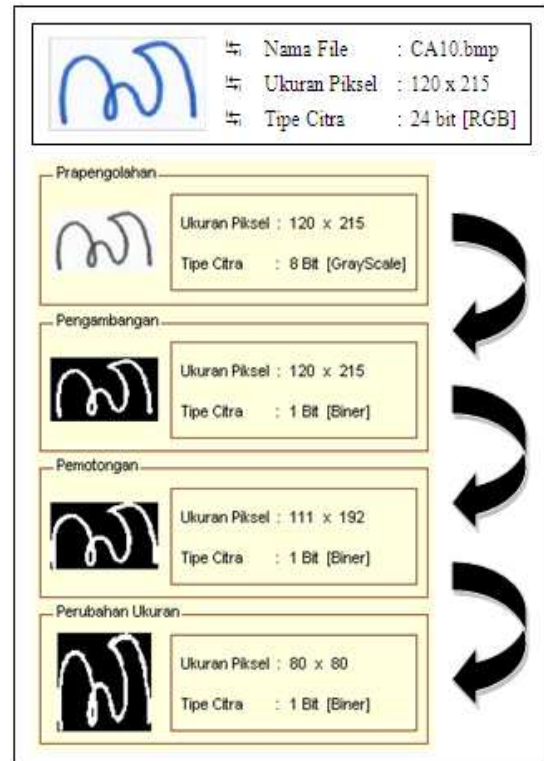 Nama File : CA10.bmp
Ukuran Piksel : 120 x 215
Tipe Citra : 24 bit [RGB]
Prapengolahan
Ukuran Piksel : 120 x 215
Tipe Citra : 8 Bit [GrayScale]
Pengambangan
Ukuran Piksel : 120 x 215
Tipe Citra : 1 Bit [Biner]
Pemotongan
Ukuran Piksel : 111 x 192
Tipe Citra : 1 Bit [Biner]
Perubahan Ukuran
Ukuran Piksel : 80 x 80
Tipe Citra : 1 Bit [Biner]